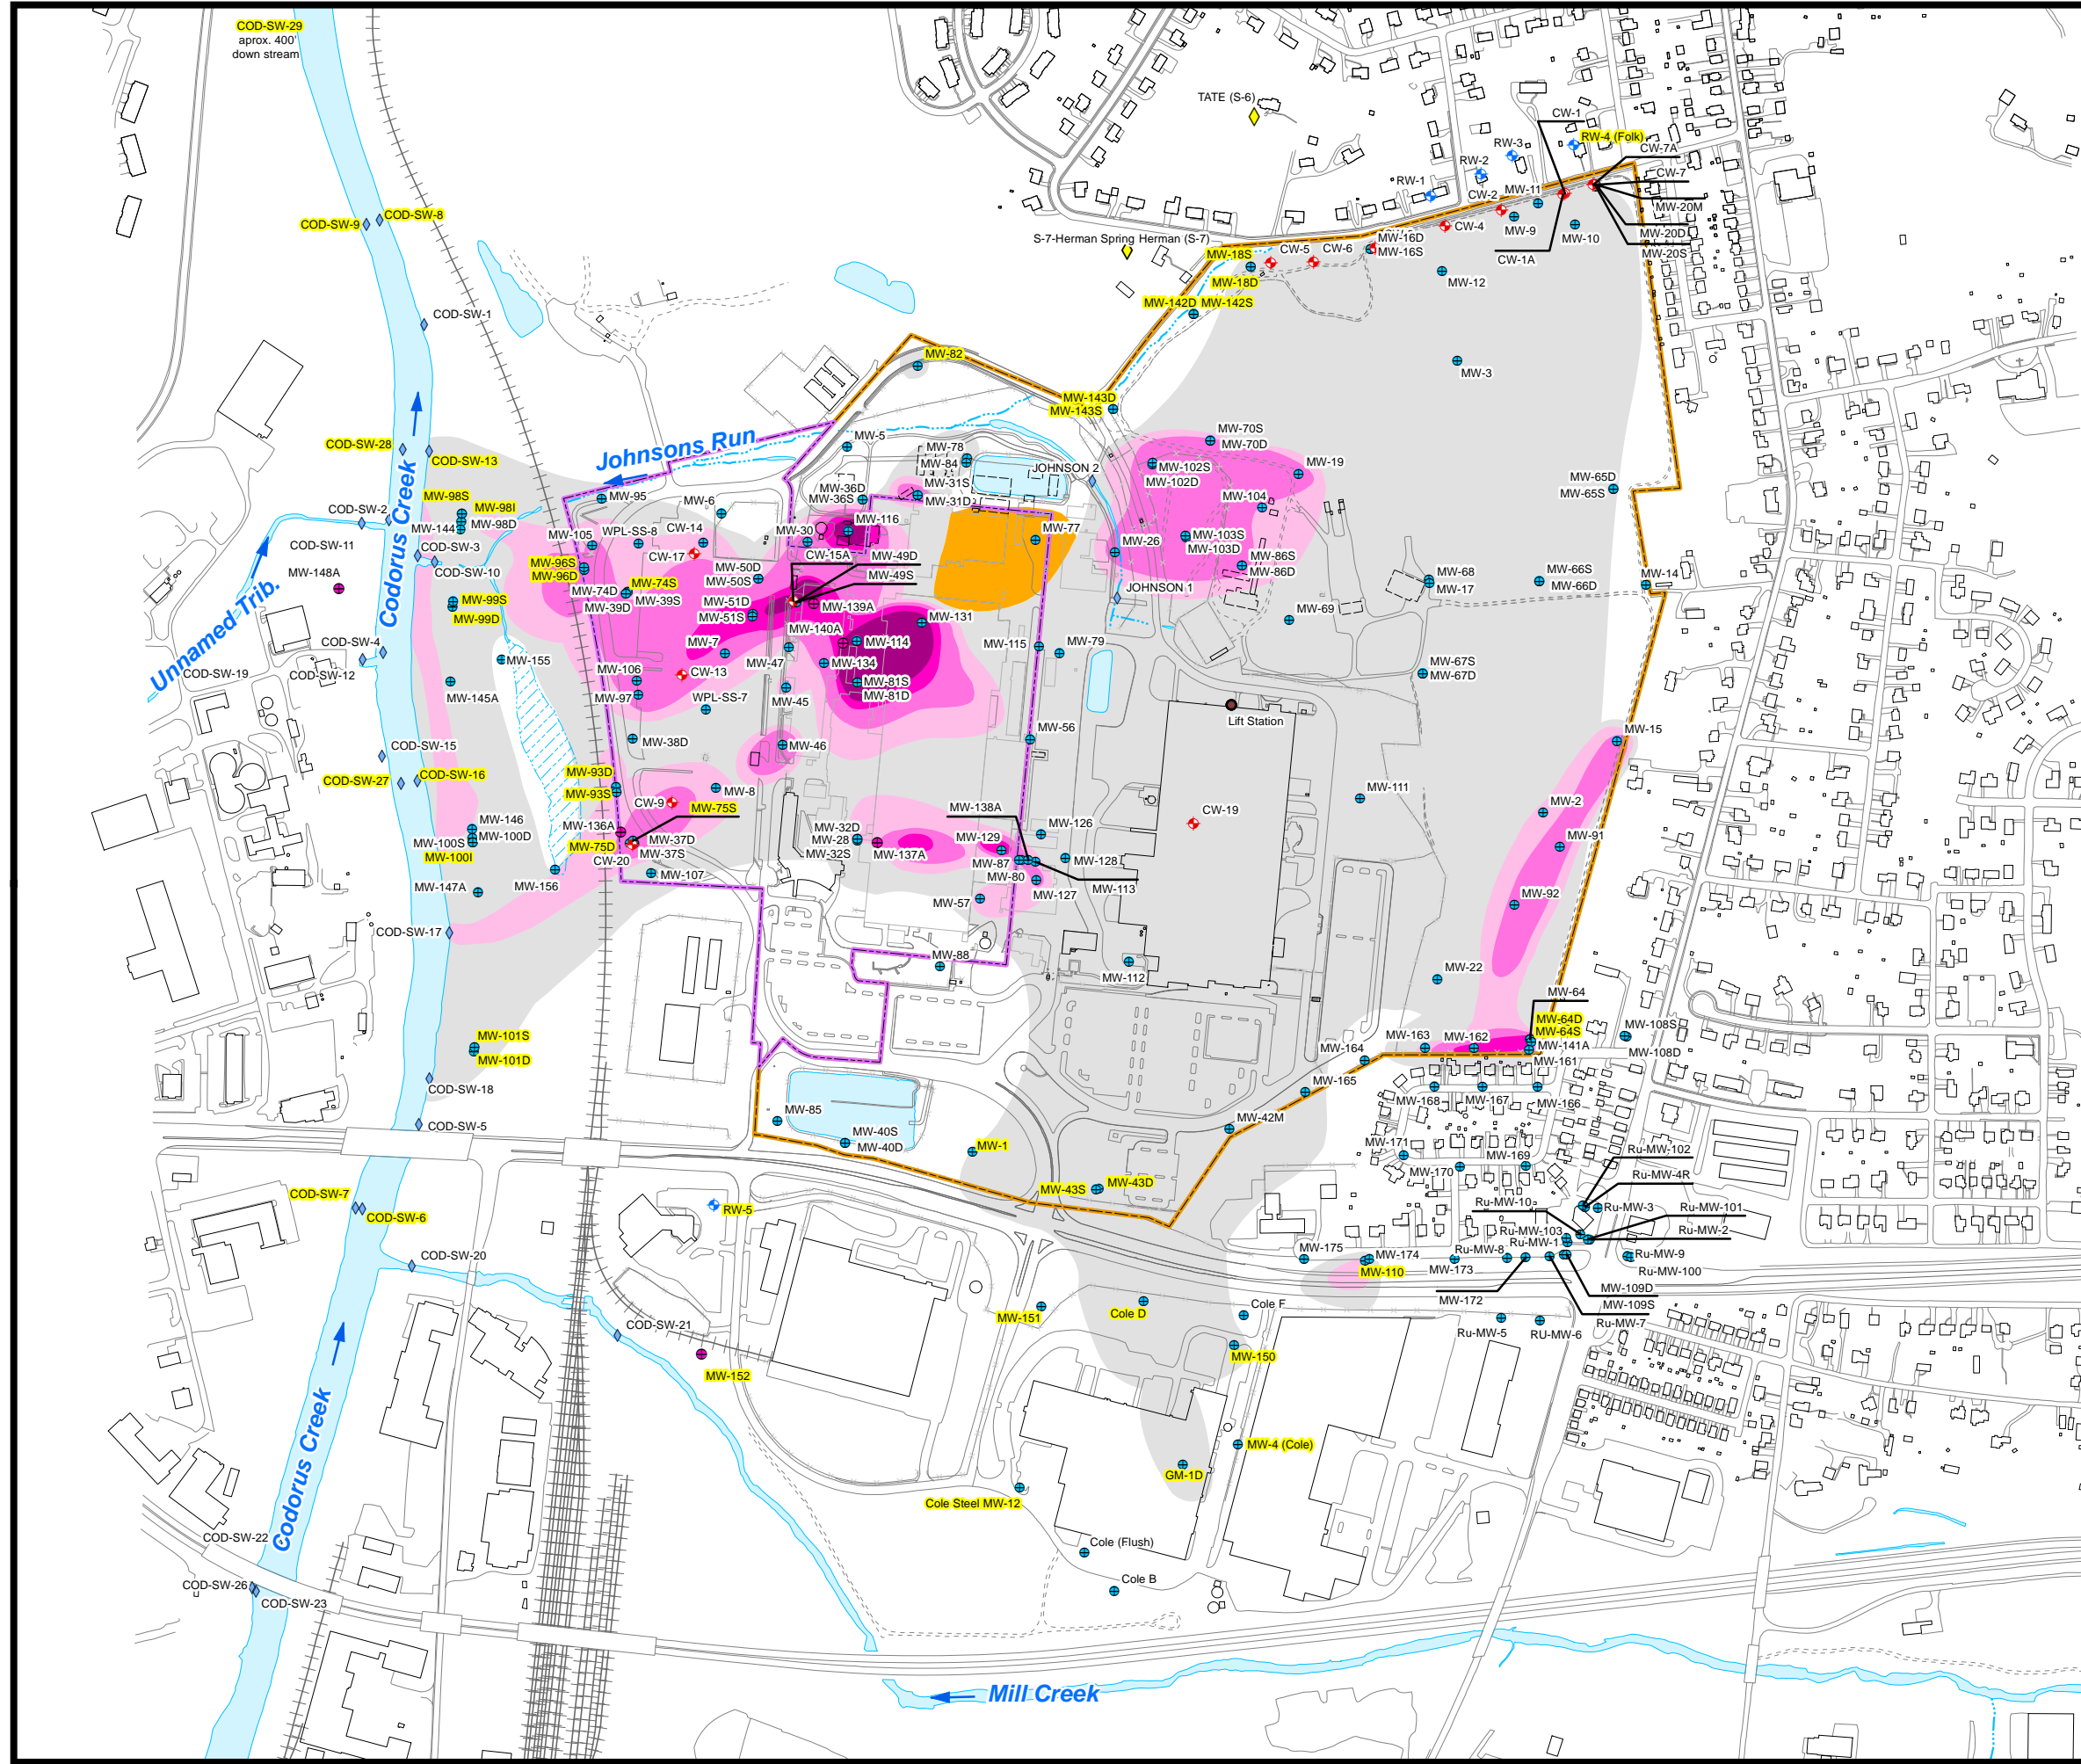 COD-SW-29
aprox. 400'
down stream
TATE (S-6)
CW-1
RW-4 (Folk)
RW-3
CW-7A
RW-2
CW-7
RW-1
MW-11
CW-2
MW-20M
COD-SW-8
COD-SW-9
CW-4
MW-9
MW-10
MW-20D
S-7-Herman Spring Herman (S-7)
MW-16D
MW-16S
CW-5
CW-6
MW-18S
CW-1A
MW-20S
MW-18D
MW-12
MW-142D
MW-142S
COD-SW-1
MW-82
MW-3
MW-143D
MW-143S
MW-70S
MW-70D
Johnsons Run
MW-5
MW-78
MW-84
COD-SW-28
COD-SW-13
JOHNSON 2
MW-102S
MW-102D
MW-19
MW-65D
MW-65S
MW-98S
MW-98I
MW-98D
MW-144
MW-95
MW-6
MW-36D
MW-36S
MW-31S
MW-31D
MW-104
COD-SW-2
COD-SW-3
COD-SW-11
COD-SW-10
MW-105
WPL-SS-8
CW-14
CW-17
MW-30
MW-116
MW-77
MW-26
MW-103S
MW-103D
CW-15A
MW-49D
MW-49S
MW-86S
MW-86D
MW-148A
MW-96S
MW-96D
MW-50D
MW-50S
MW-74S
MW-74D
MW-39S
MW-39D
MW-68
MW-17
MW-66S
MW-66D
MW-14
Codorus Creek
Unnamed Trib.
MW-99S
MW-99D
MW-51D
MW-51S
MW-139A
JOHNSON 1
MW-131
MW-69
COD-SW-4
COD-SW-12
COD-SW-19
MW-155
MW-7
MW-140A
MW-114
MW-115
MW-79
MW-47
MW-134
MW-145A
MW-106
CW-13
MW-97
WPL-SS-7
MW-81S
MW-81D
MW-45
MW-67S
MW-67D
Lift Station
COD-SW-15
MW-38D
MW-46
MW-56
MW-15
COD-SW-27
COD-SW-16
MW-93D
MW-93S
MW-8
CW-9
MW-75S
MW-138A
MW-111
CW-19
MW-2
MW-146
MW-100D
MW-100S
MW-100I
MW-136A
MW-75D
MW-37D
MW-37S
CW-20
MW-32D
MW-28
MW-32S
MW-137A
MW-129
MW-126
MW-87
MW-128
MW-80
MW-113
MW-91
MW-147A
MW-156
MW-107
MW-57
MW-127
MW-92
COD-SW-17
MW-88
MW-112
MW-22
MW-64
MW-64D
MW-64S
MW-141A
MW-108S
MW-108D
MW-101S
MW-101D
MW-163
MW-162
MW-161
MW-164
COD-SW-18
MW-165
MW-168
MW-167
MW-166
COD-SW-5
MW-85
MW-40S
MW-40D
MW-1
MW-42M
MW-171
MW-170
MW-169
Ru-MW-102
Ru-MW-4R
MW-43S
MW-43D
COD-SW-7
COD-SW-6
RW-5
Ru-MW-10
Ru-MW-3
Ru-MW-101
Ru-MW-103
Ru-MW-2
Ru-MW-1
COD-SW-20
MW-175
MW-174
MW-110
MW-173
Ru-MW-8
Ru-MW-9
Ru-MW-100
MW-172
MW-109D
MW-109S
MW-151
Cole D
Cole F
Ru-MW-5
RU-MW-6
Ru-MW-7
COD-SW-21
MW-150
MW-152
Codorus Creek
MW-4 (Cole)
GM-1D
Cole Steel MW-12
COD-SW-22
Cole (Flush)
COD-SW-26
COD-SW-23
Cole B
Mill Creek